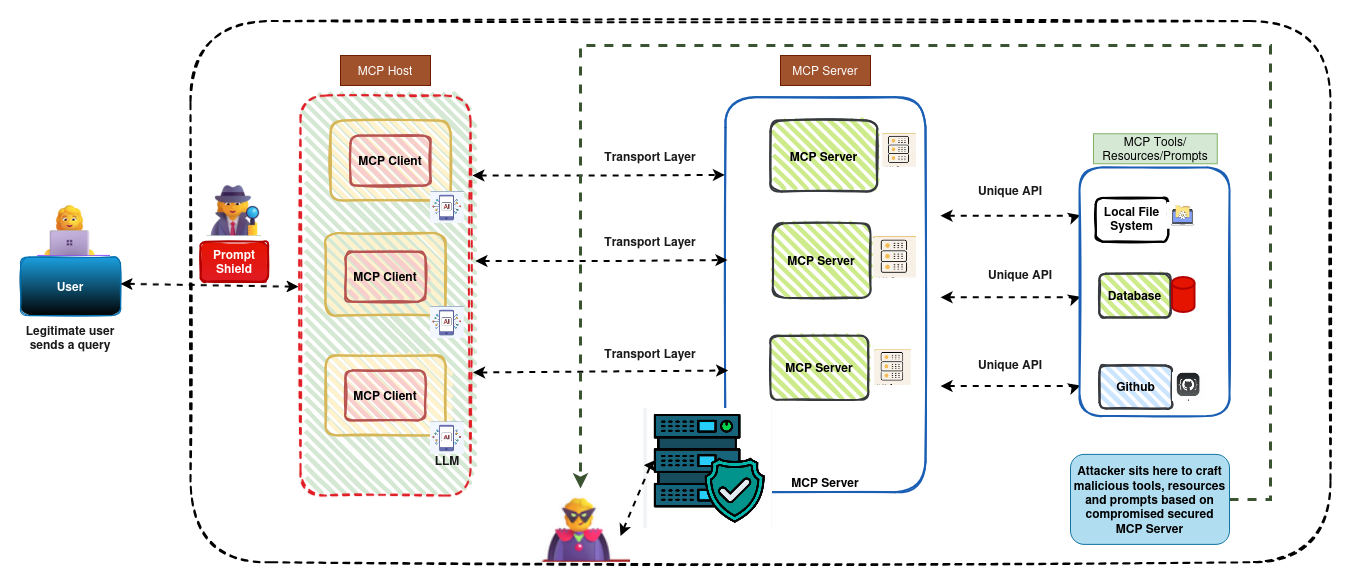 MCP Host
MCP Server
MCP Client
MCP Client
MCP Client
LLM
Prompt
Shield
User
Legitimate user
sends a query
Transport Layer
Transport Layer
Transport Layer
MCP Server
MCP Server
MCP Server
MCP Server
Unique API
Unique API
Unique API
MCP Tools/
Resources/Prompts
Local File
System
Database
Github
Attacker sits here to craft
malicious tools, resources
and prompts based on
compromised secured
MCP Server
AI
AI
AI